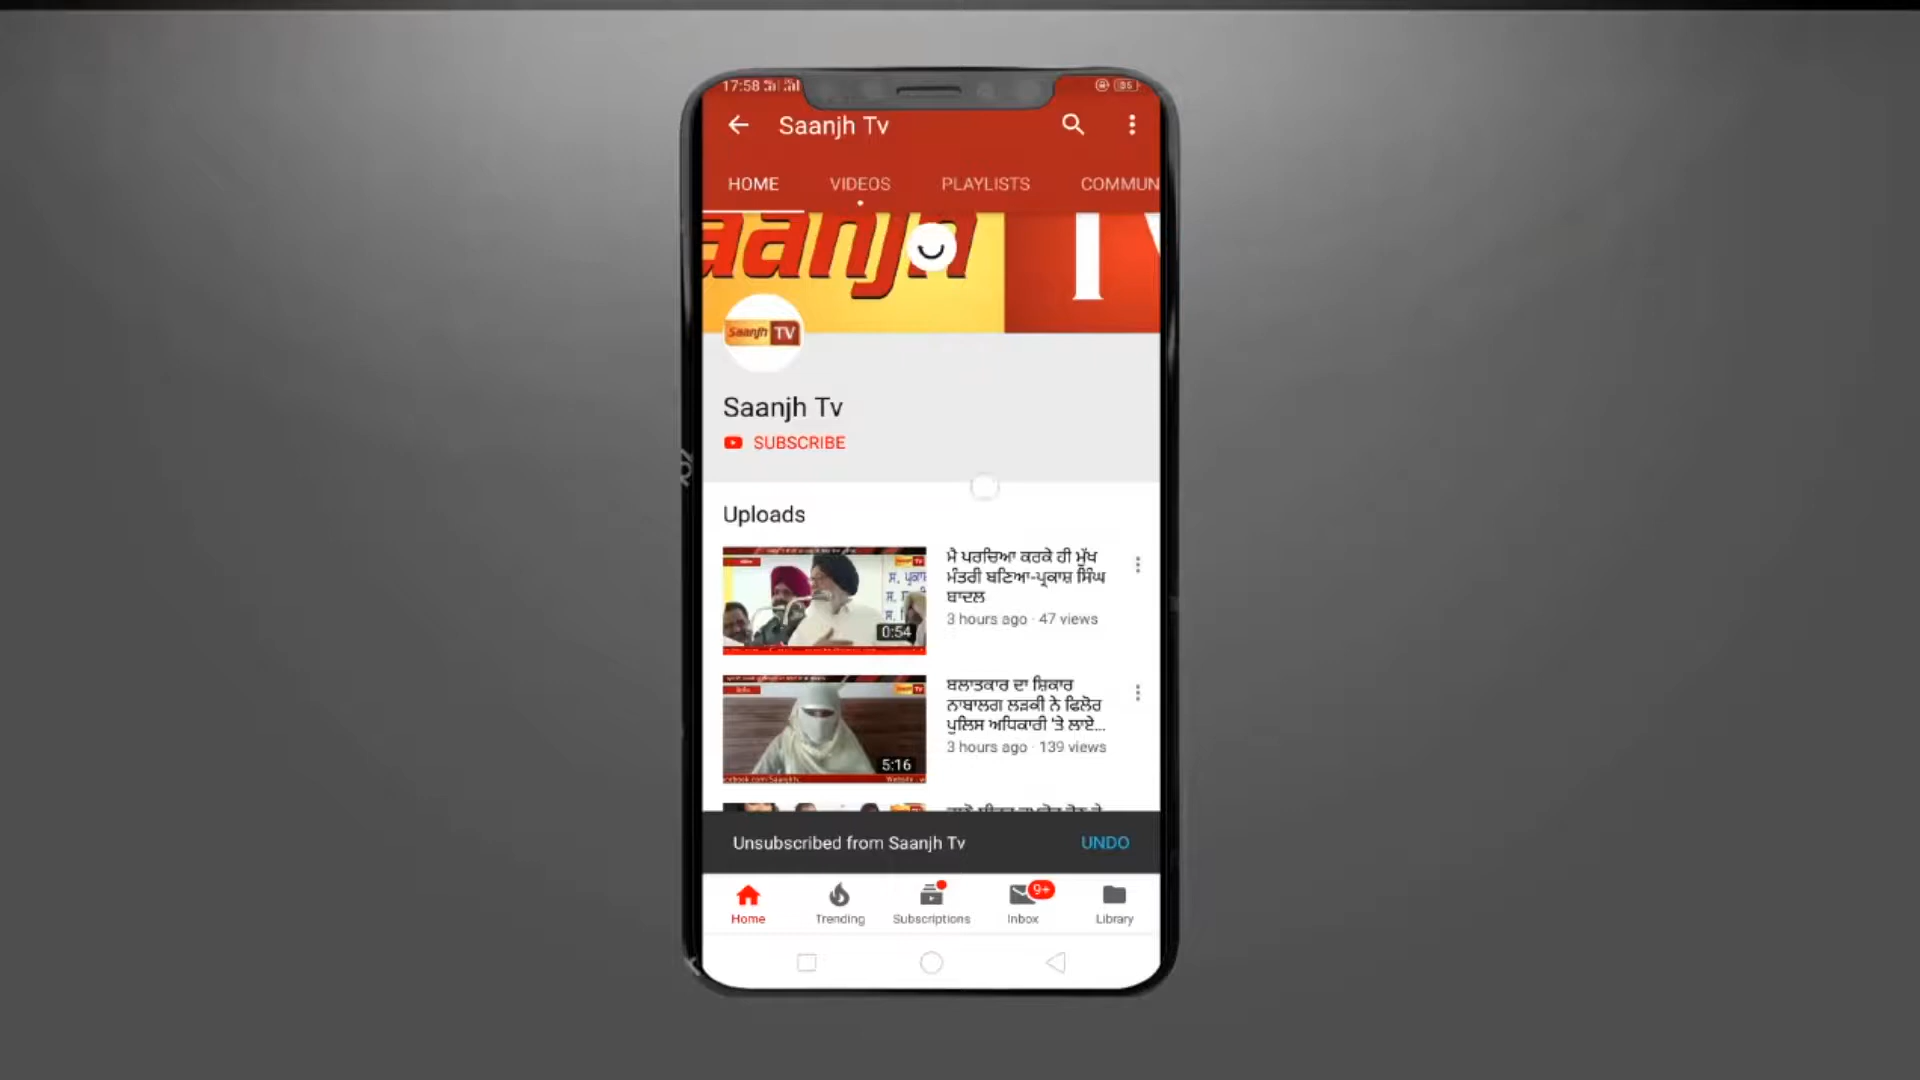 17:58
Saanjh Tv
HOME VIDEOS PLAYLISTS COMMUN
aanjh TV
Saanjh TV
Saanjh Tv
SUBSCRIBE
Uploads
ਮੈ ਪਰਚਿਆ ਕਰਕੇ ਹੀ ਮੁੱਖ
ਮੰਤਰੀ ਬਣਿਆ-ਪ੍ਰਕਾਸ਼ ਸਿੰਘ
ਬਾਦਲ
3 hours ago · 47 views
0:54
ਬਲਾਤਕਾਰ ਦਾ ਸ਼ਿਕਾਰ
ਨਾਬਾਲਗ ਲੜਕੀ ਨੇ ਫਿਲੋਰ
ਪੁਲਿਸ ਅਧਿਕਾਰੀ 'ਤੇ ਲਾਏ...
3 hours ago · 139 views
5:16
Unsubscribed from Saanjh Tv UNDO
9+
Home Trending Subscriptions Inbox Library